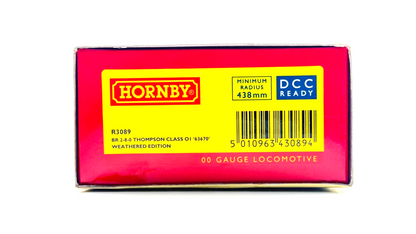 HORNBY®
MINIMUM
RADIUS
438mm
DCC
READY
R3089
BR 2-8-0 THOMPSON CLASS O1 '63670'
WEATHERED EDITION
5 010963 430894
00 GAUGE LOCOMOTIVE